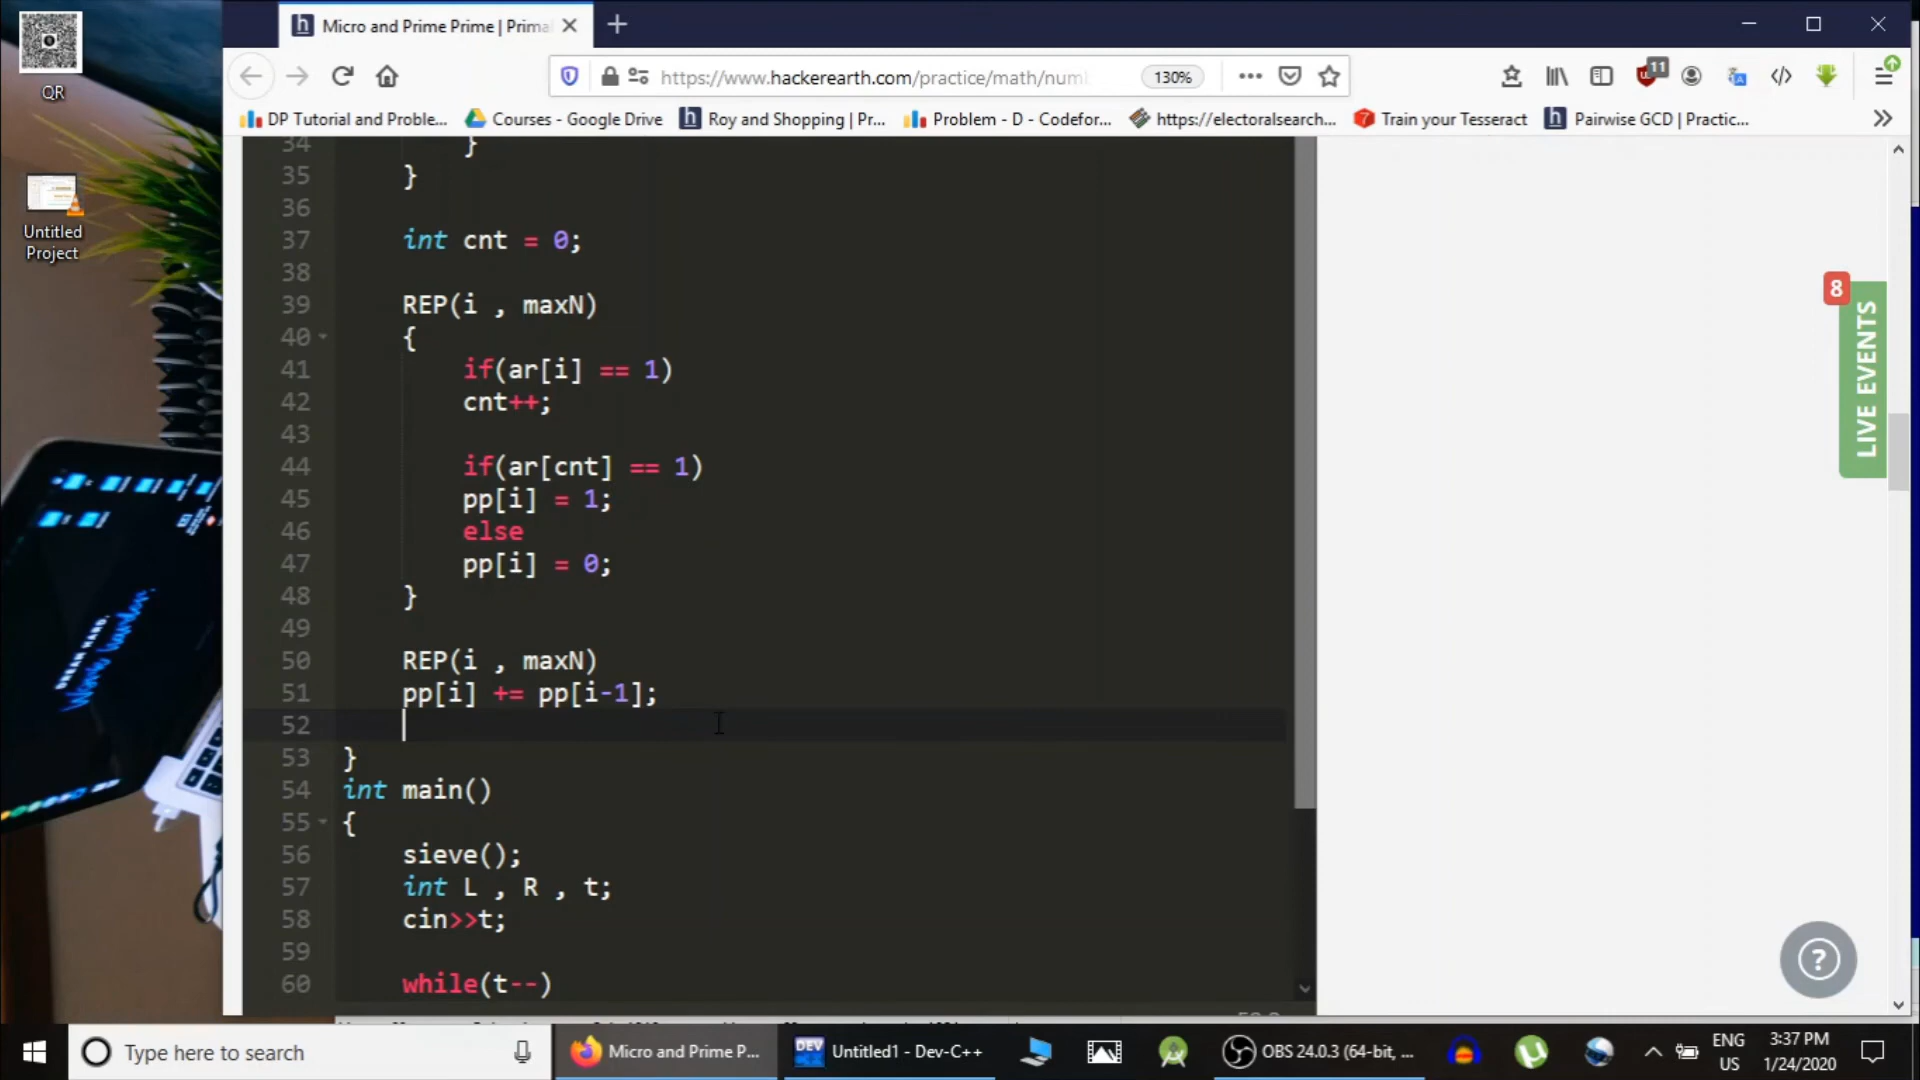 QR
Untitled
Project
Micro and Prime Prime | Prima
https://www.hackerearth.com/practice/math/num
130%
11
DP Tutorial and Proble...
Courses - Google Drive
Roy and Shopping | Pr...
Problem - D - Codefor...
https://electoralsearch...
Train your Tesseract
Pairwise GCD | Practic...
34 }
35 }
36
37 int cnt = 0;
38
39 REP(i , maxN)
40 {
41 if(ar[i] == 1)
42 cnt++;
43
44 if(ar[cnt] == 1)
45 pp[i] = 1;
46 else
47 pp[i] = 0;
48 }
49
50 REP(i , maxN)
51 pp[i] += pp[i-1];
52
53 }
54 int main()
55 {
56 sieve();
57 int L , R , t;
58 cin>>t;
59
60 while(t--)
8
LIVE EVENTS
?
DREAM HARD.
Type here to search
Micro and Prime P...
DEV
Untitled1 - Dev-C++
OBS 24.0.3 (64-bit, ...
ENG
US
3:37 PM
1/24/2020